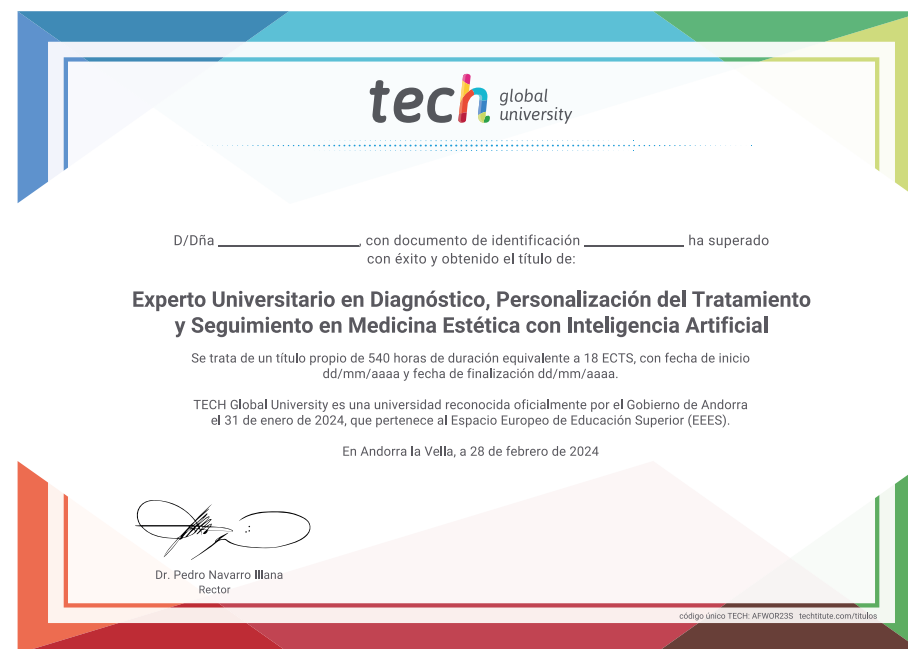 tech global university
D/Dña ____________________, con documento de identificación ______________ ha superado
con éxito y obtenido el título de:
Experto Universitario en Diagnóstico, Personalización del Tratamiento
y Seguimiento en Medicina Estética con Inteligencia Artificial
Se trata de un título propio de 540 horas de duración equivalente a 18 ECTS, con fecha de inicio
dd/mm/aaaa y fecha de finalización dd/mm/aaaa.
TECH Global University es una universidad reconocida oficialmente por el Gobierno de Andorra
el 31 de enero de 2024, que pertenece al Espacio Europeo de Educación Superior (EEES).
En Andorra la Vella, a 28 de febrero de 2024
Dr. Pedro Navarro Illana
Rector
código único TECH: AFWOR23S techtitute.com/titulos